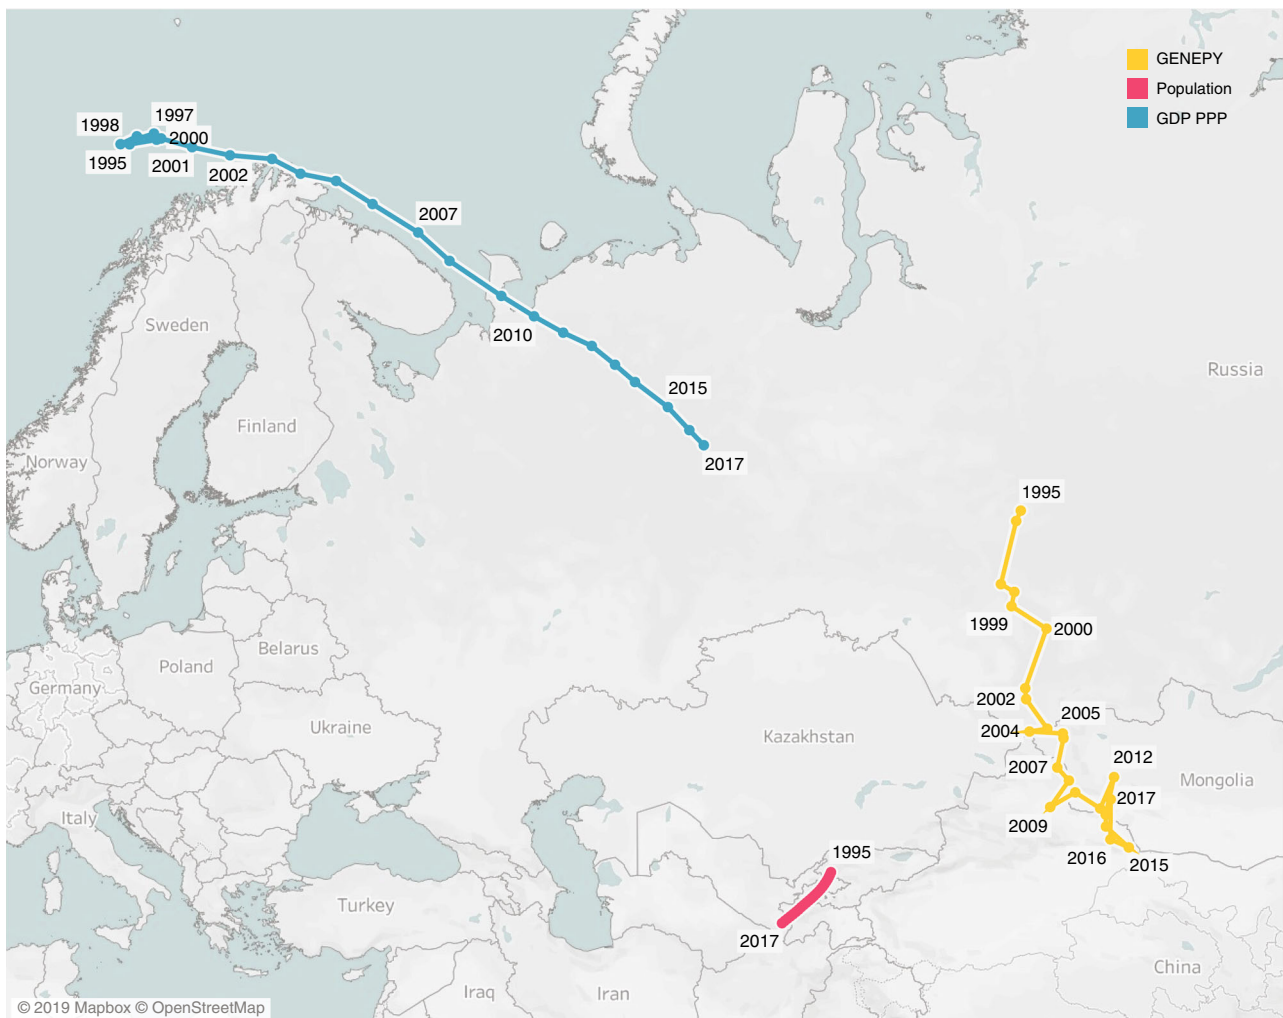 GENEPY
Population
GDP PPP
1998
1997
2000
1995
2001
2002
2007
2010
2015
2017
Sweden
Finland
Norway
Russia
1995
1999
2000
2002
2005
2004
2007
2012
2017
2009
2016
2015
Belarus
Poland
Germany
Ukraine
Kazakhstan
Mongolia
Italy
1995
2017
Turkey
Iraq
Iran
China
© 2019 Mapbox © OpenStreetMap